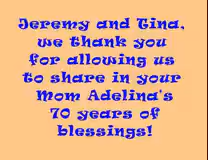 Jeremy and Tina,
we thank you
for allowing us
to share in your
Mom Adelina's
70 years of
blessings!